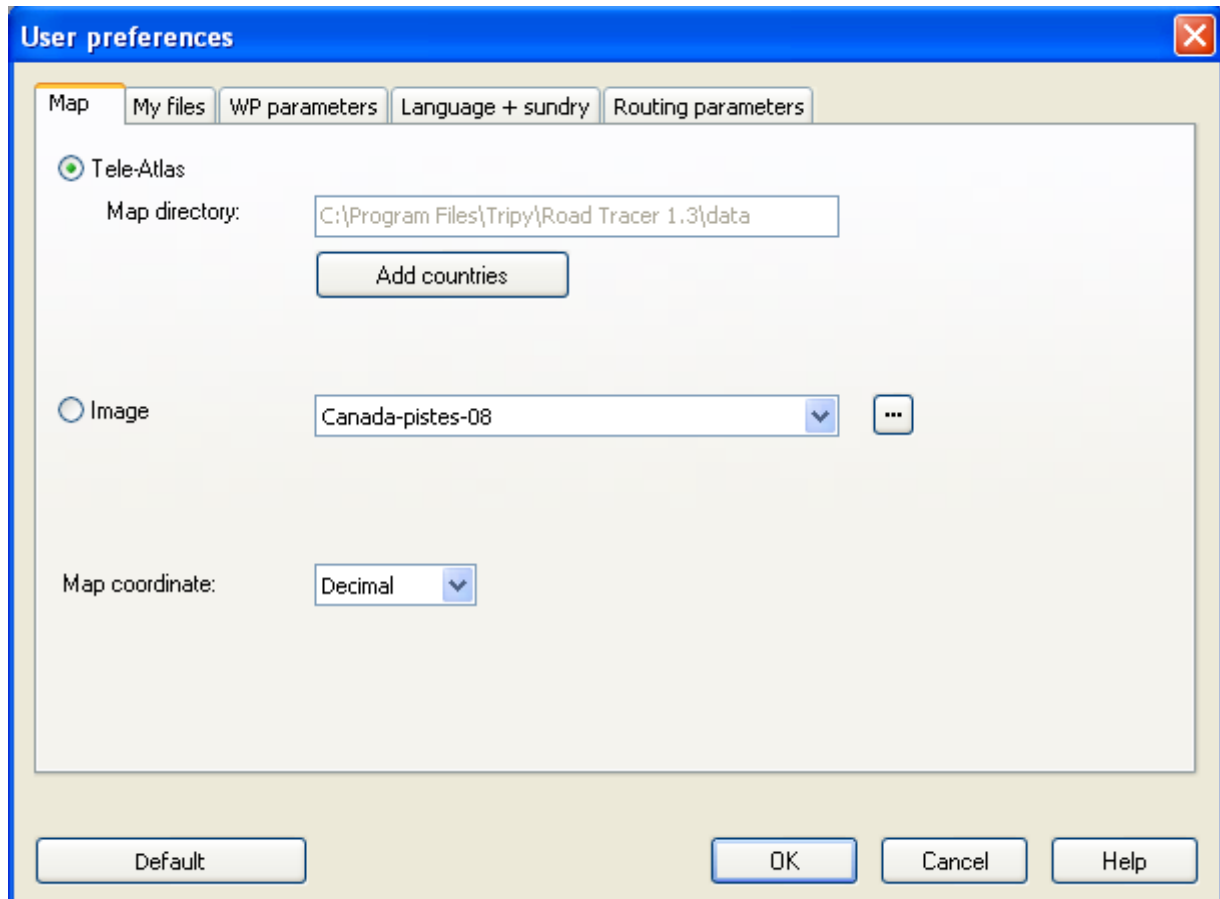 User preferences
Map My files WP parameters Language + sundry Routing parameters
Tele-Atlas
Map directory: C:\Program Files\Tripy\Road Tracer 1.3\data
Add countries
Image Canada-pistes-08 ...
Map coordinate: Decimal
Default OK Cancel Help